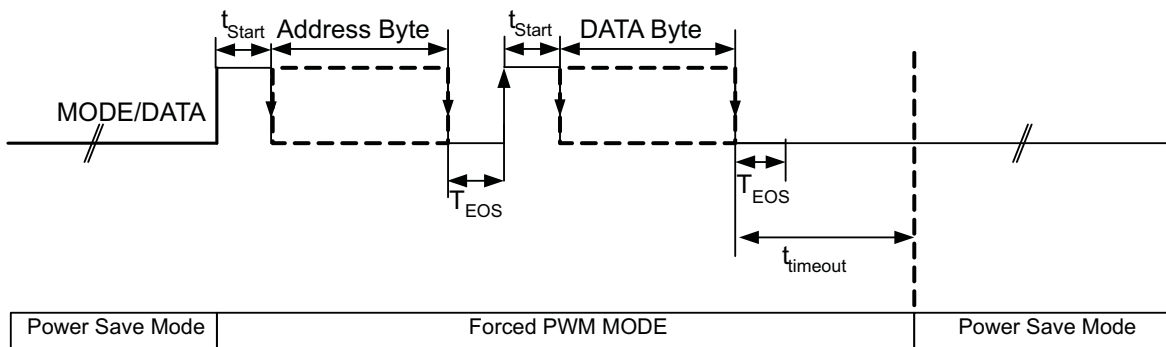 tStart Address Byte tStart DATA Byte
MODE/DATA
TEOS TEOS
ttimeout
Power Save Mode Forced PWM MODE Power Save Mode